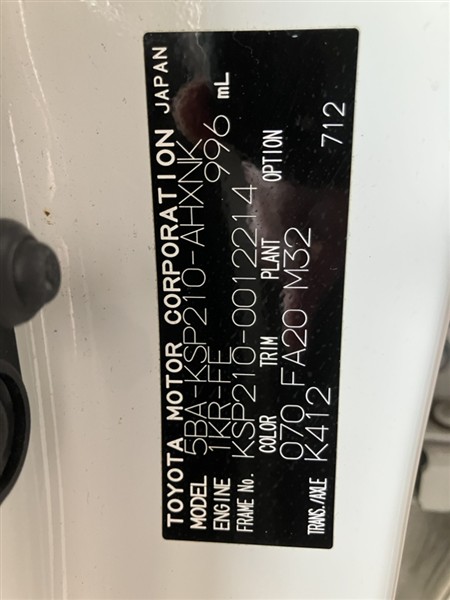 TOYOTA MOTOR CORPORATION JAPAN
MODEL 5BA-KSP210-AHXNK
ENGINE 1KR-FE 996 mL
FRAME No. KSP210-0012214
COLOR TRIM PLANT OPTION
070 FA20 M32
TRANS./AXLE K412 712